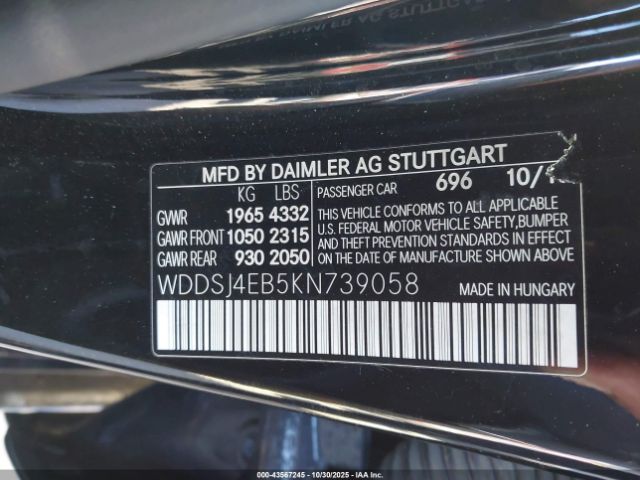 MFD BY DAIMLER AG STUTTGART
KG LBS
GVWR 1965 4332
GAWR FRONT 1050 2315
GAWR REAR 930 2050
PASSENGER CAR 696 10/1
THIS VEHICLE CONFORMS TO ALL APPLICABLE
U.S. FEDERAL MOTOR VEHICLE SAFETY, BUMPER
AND THEFT PREVENTION STANDARDS IN EFFECT
ON THE DATE OF MANUFACTURE SHOWN ABOVE
WDDSJ4EB5KN739058
MADE IN HUNGARY
000-43567245 - 10/30/2025 - IAA Inc.